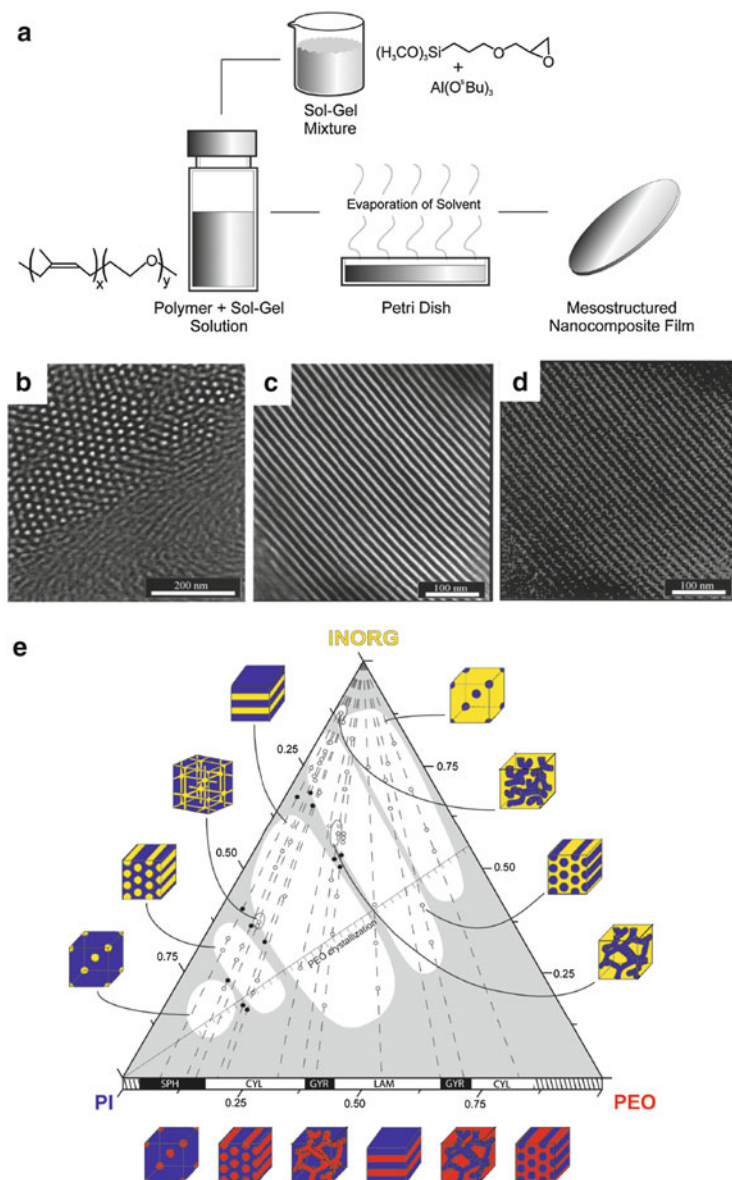 a
(H₃CO)₃Si
O
O
+
Al(OˢBu)₃
Sol-Gel
Mixture
Evaporation of Solvent
x
O
y
Polymer + Sol-Gel
Solution
Petri Dish
Mesostructured
Nanocomposite Film
b
200 nm
c
100 nm
d
100 nm
e
INORG
0.25
0.75
0.50
0.50
0.75
0.25
PEO crystallization
SPH
CYL
GYR
LAM
GYR
CYL
PI
0.25
0.50
0.75
PEO